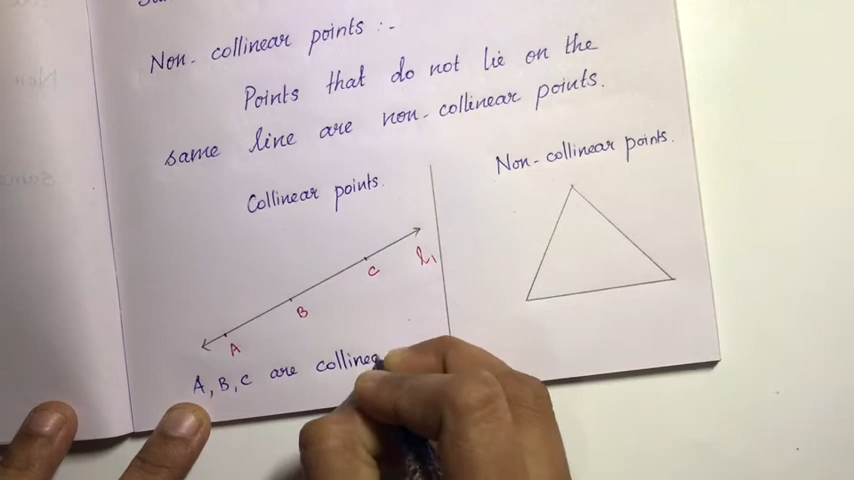 Non-collinear points :-
Points that do not lie on the
same line are non-collinear points.
Collinear points.
Non-collinear points.
C
l₁
B
A
A, B, C are